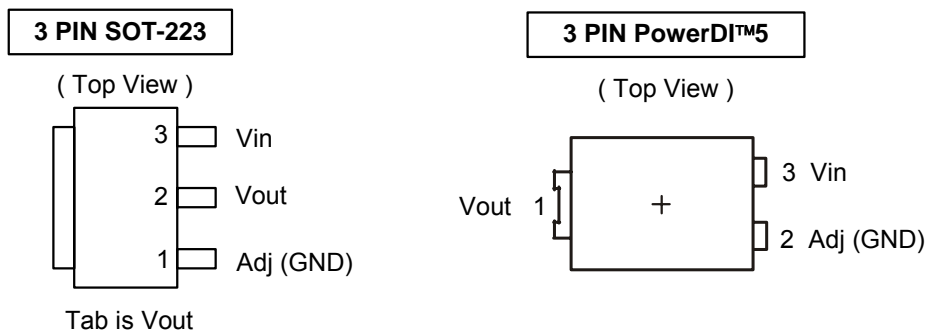 3 PIN SOT-223
( Top View )
3 Vin
2 Vout
1 Adj (GND)
Tab is Vout
3 PIN PowerDI™5
( Top View )
Vout 1
+
3 Vin
2 Adj (GND)